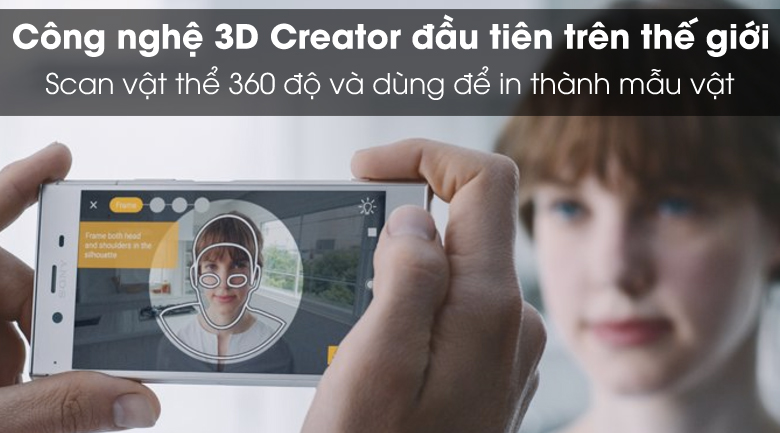 Công nghệ 3D Creator đầu tiên trên thế giới
Scan vật thể 360 độ và dùng để in thành mẫu vật
SONY
X Frame
Frame both head
and shoulders in the
silhouette